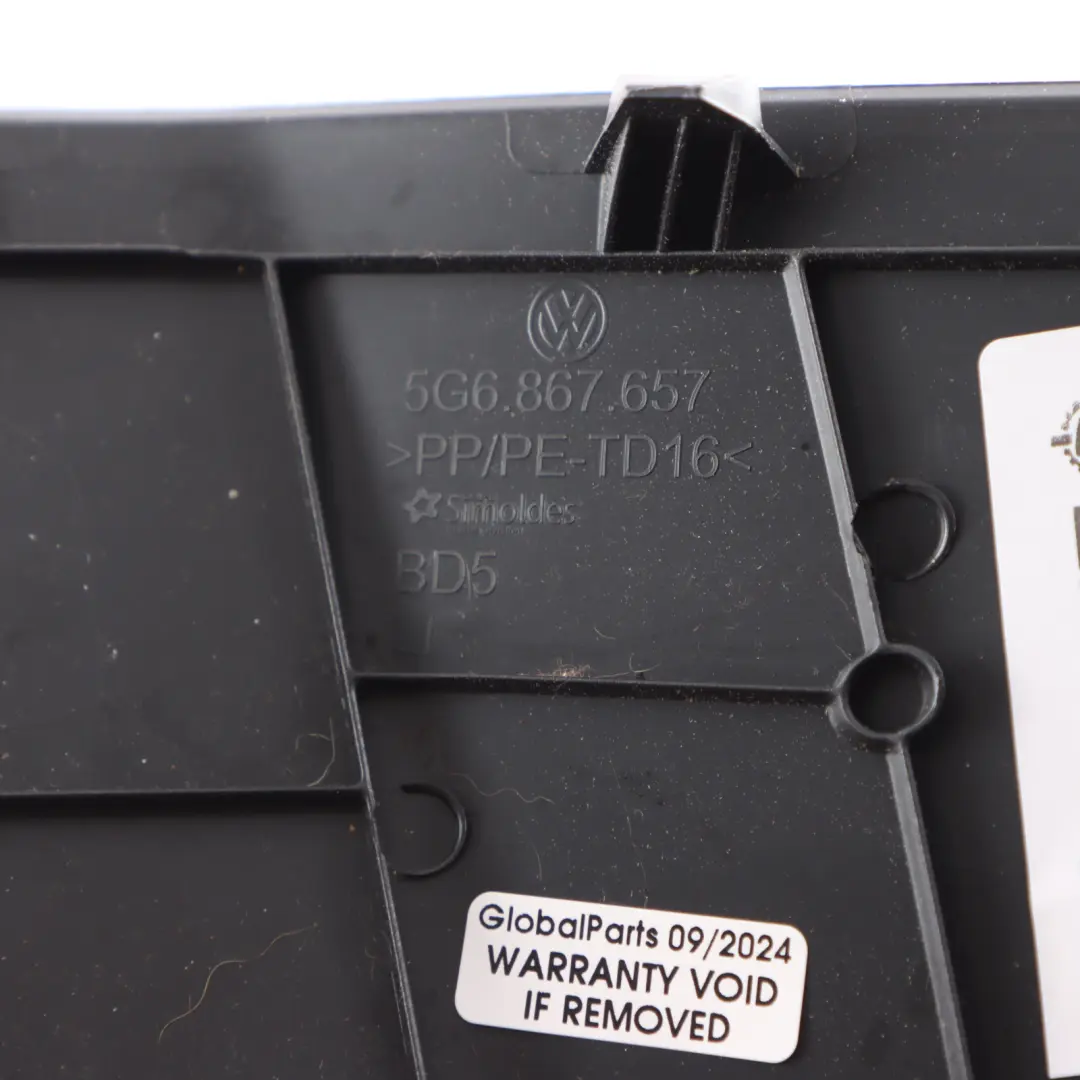 5G6.867.657
>PP/PE-TD16<
Simoldes
BD5
GlobalParts 09/2024
WARRANTY VOID
IF REMOVED